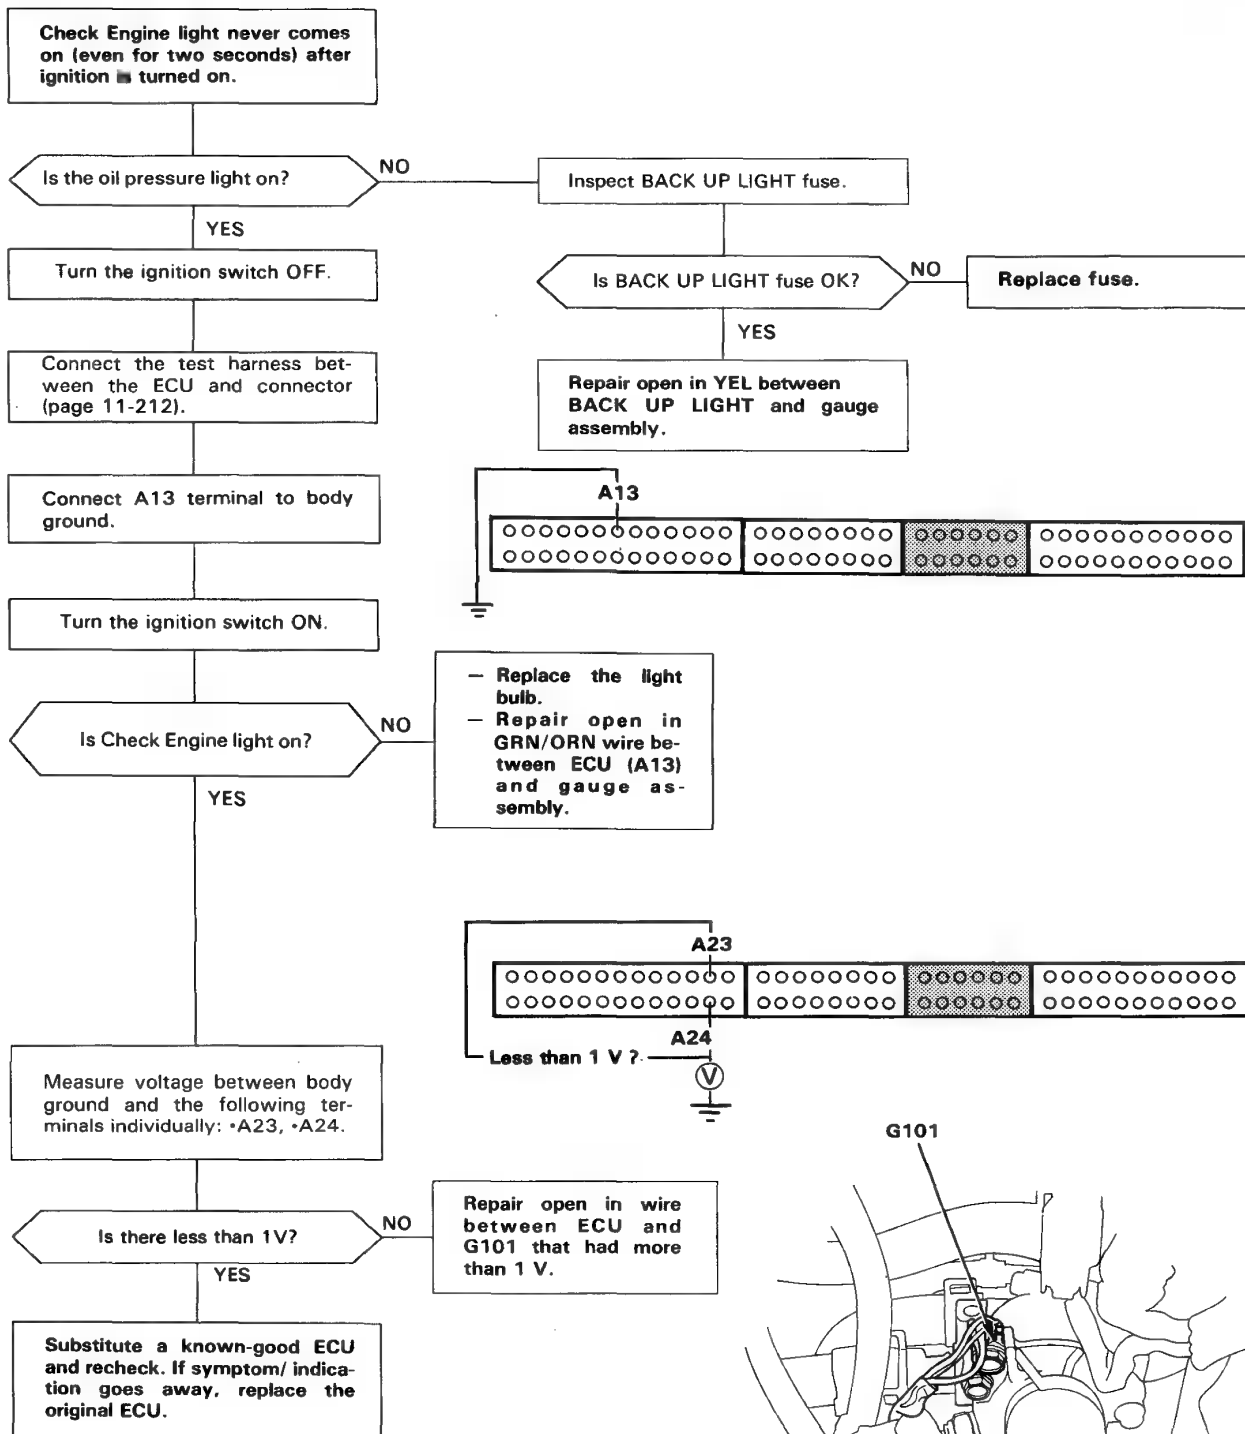 Check Engine light never comes
on (even for two seconds) after
ignition is turned on.
Is the oil pressure light on?
NO
Inspect BACK UP LIGHT fuse.
YES
Turn the ignition switch OFF.
Is BACK UP LIGHT fuse OK?
NO
Replace fuse.
YES
Connect the test harness bet-
ween the ECU and connector
(page 11-212).
Repair open in YEL between
BACK UP LIGHT and gauge
assembly.
Connect A13 terminal to body
ground.
A13
Turn the ignition switch ON.
Is Check Engine light on?
NO
— Replace the light
bulb.
— Repair open in
GRN/ORN wire be-
tween ECU (A13)
and gauge as-
sembly.
YES
A23
A24
Less than 1 V ?
V
Measure voltage between body
ground and the following ter-
minals individually: •A23, •A24.
G101
Is there less than 1V?
NO
Repair open in wire
between ECU and
G101 that had more
than 1 V.
YES
Substitute a known-good ECU
and recheck. If symptom/ indica-
tion goes away, replace the
original ECU.